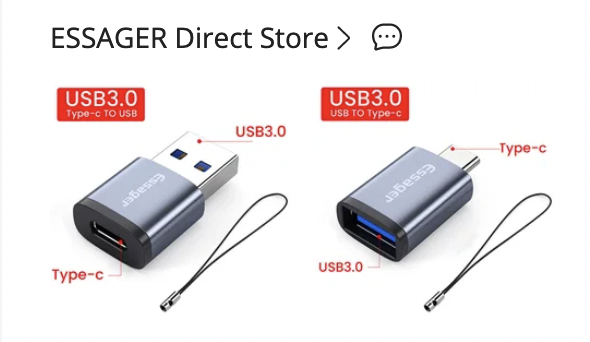 ESSAGER Direct Store >
USB3.0
Type-c TO USB
USB3.0
Essager
Type-c
USB3.0
USB TO Type-c
Type-c
Essager
USB3.0